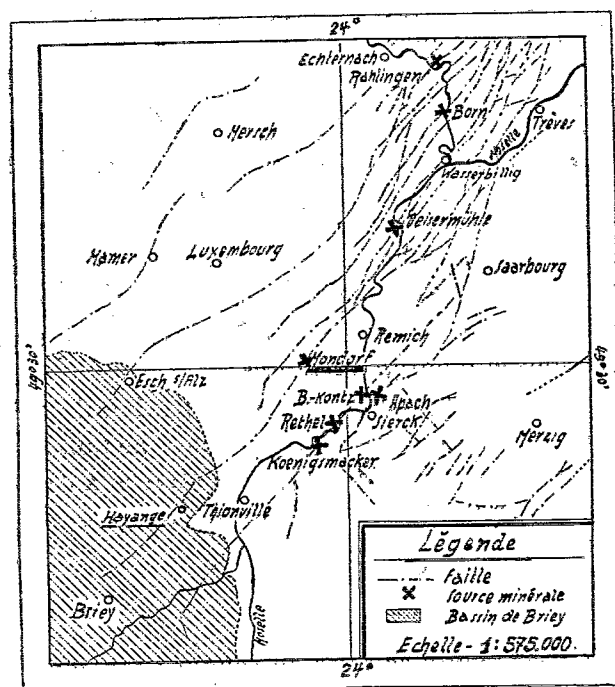 24°
Echternach
Rahlingen
Born
Trèves
Mersch
Moselle
Wasserbillig
Deisermühle
Mamer
Luxembourg
Saarbourg
Remich
49° 30'
Mondorf
49° 30'
Esch s/Alz
B.-Kontz
Apach
Rethel
Sierck
Merzig
Koenigsmacker
Hayange
Thionville
Briey
Moselle
Légende
faille
source minérale
Bassin de Briey
Echelle - 1:575.000.
24°